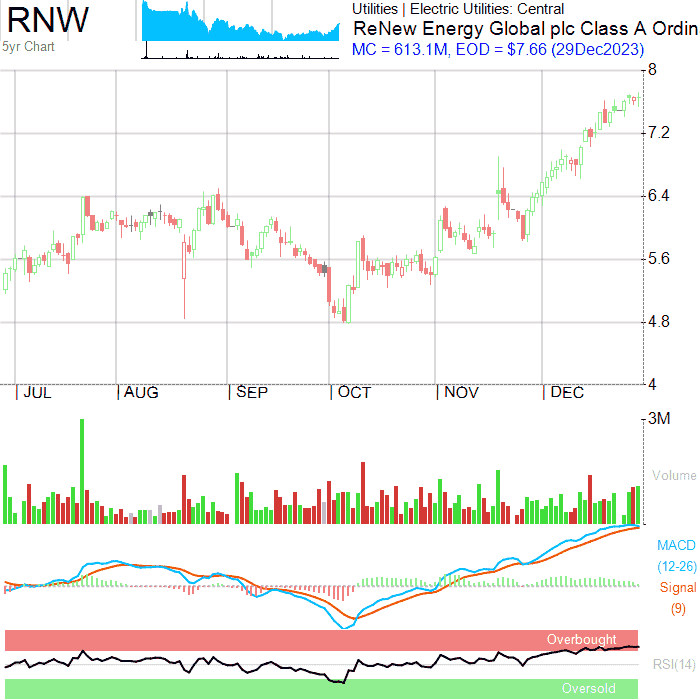 RNW
5yr Chart
Utilities | Electric Utilities: Central
ReNew Energy Global plc Class A Ordin
MC = 613.1M, EOD = $7.66 (29Dec2023)
8
7.2
6.4
5.6
4.8
4
JUL AUG SEP OCT NOV DEC
3M
Volume
MACD
(12-26)
Signal
(9)
Overbought
RSI(14)
Oversold